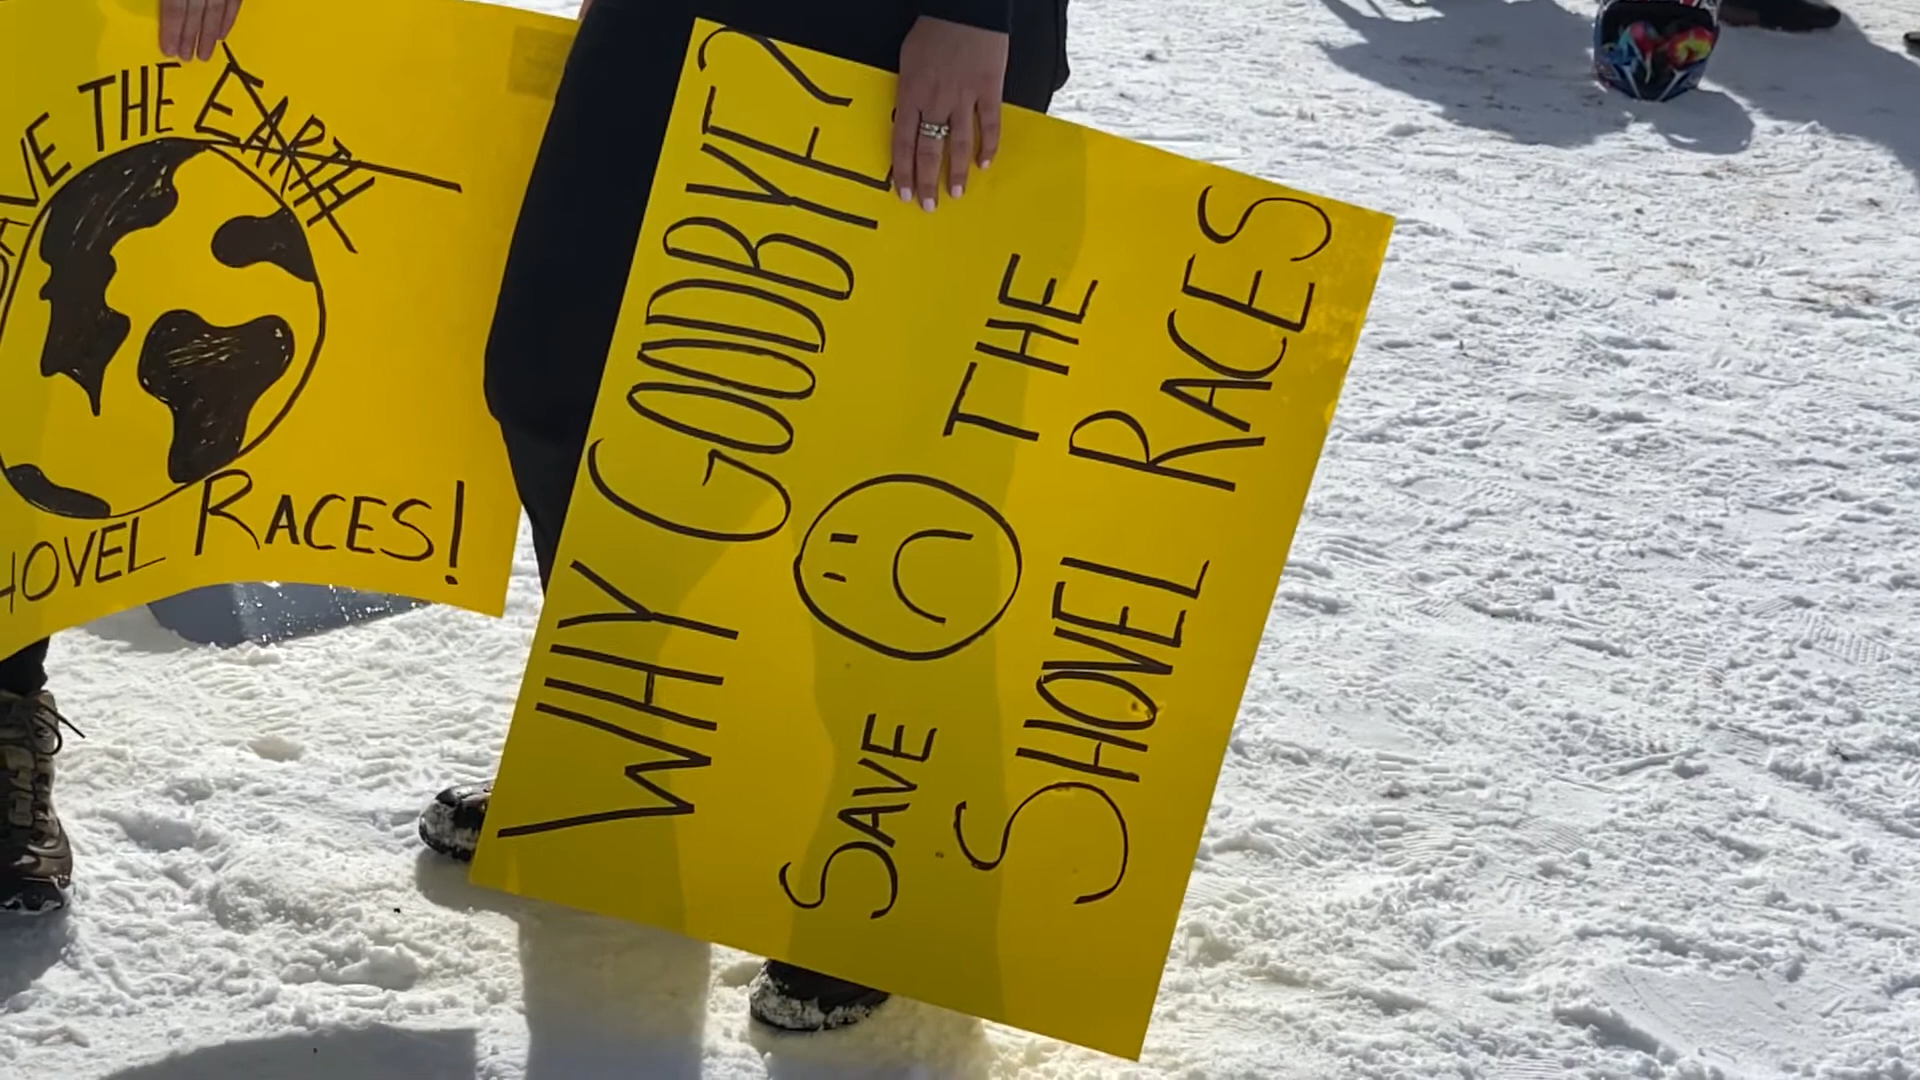 SAVE THE EARTH
SHOVEL RACES!
WHY GOODBYE?
SAVE THE
SHOVEL RACES